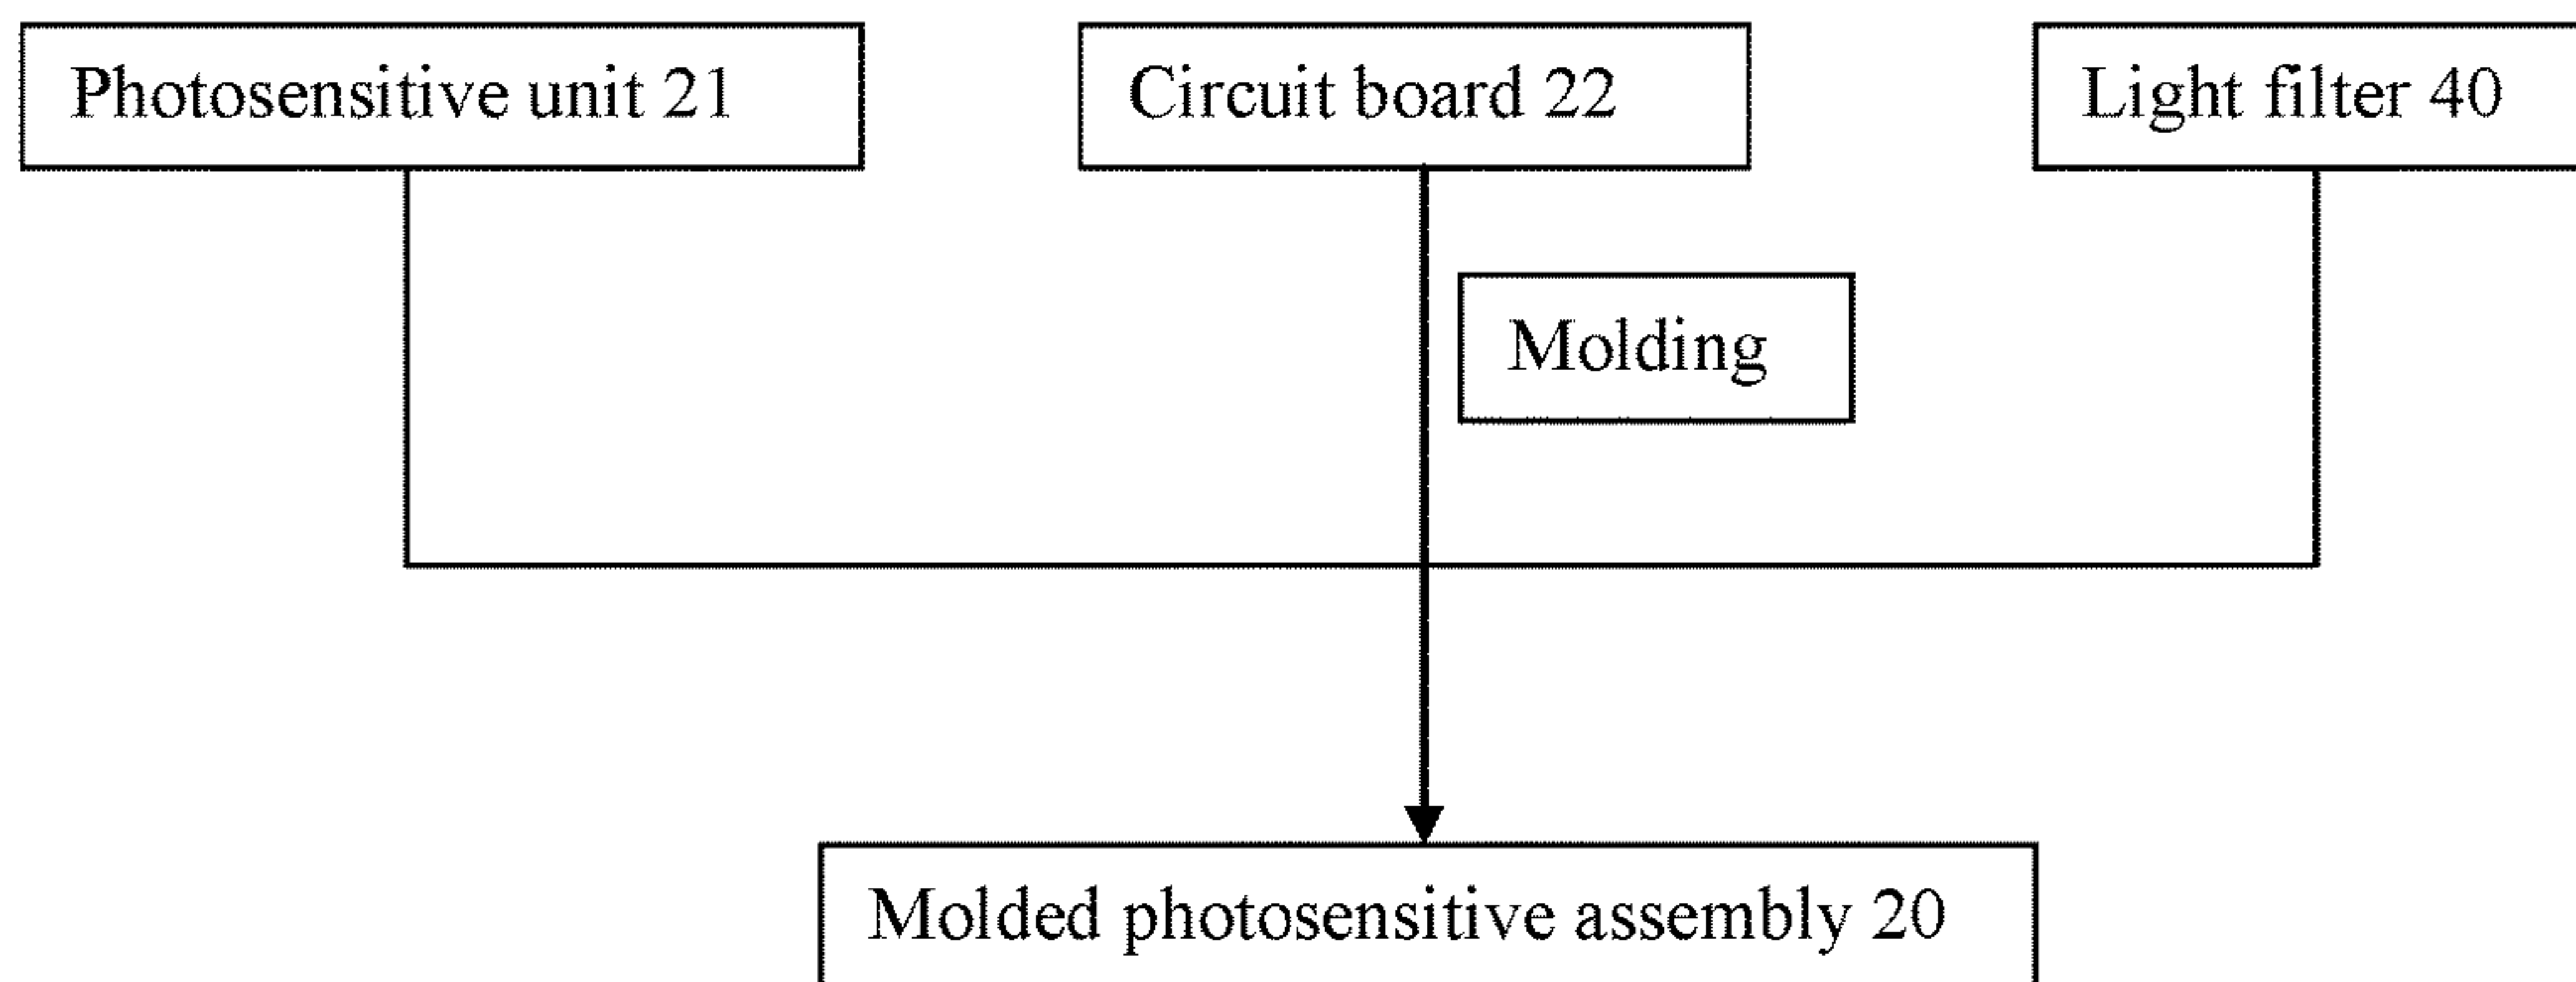 Photosensitive unit 21
Circuit board 22
Light filter 40
Molding
Molded photosensitive assembly 20